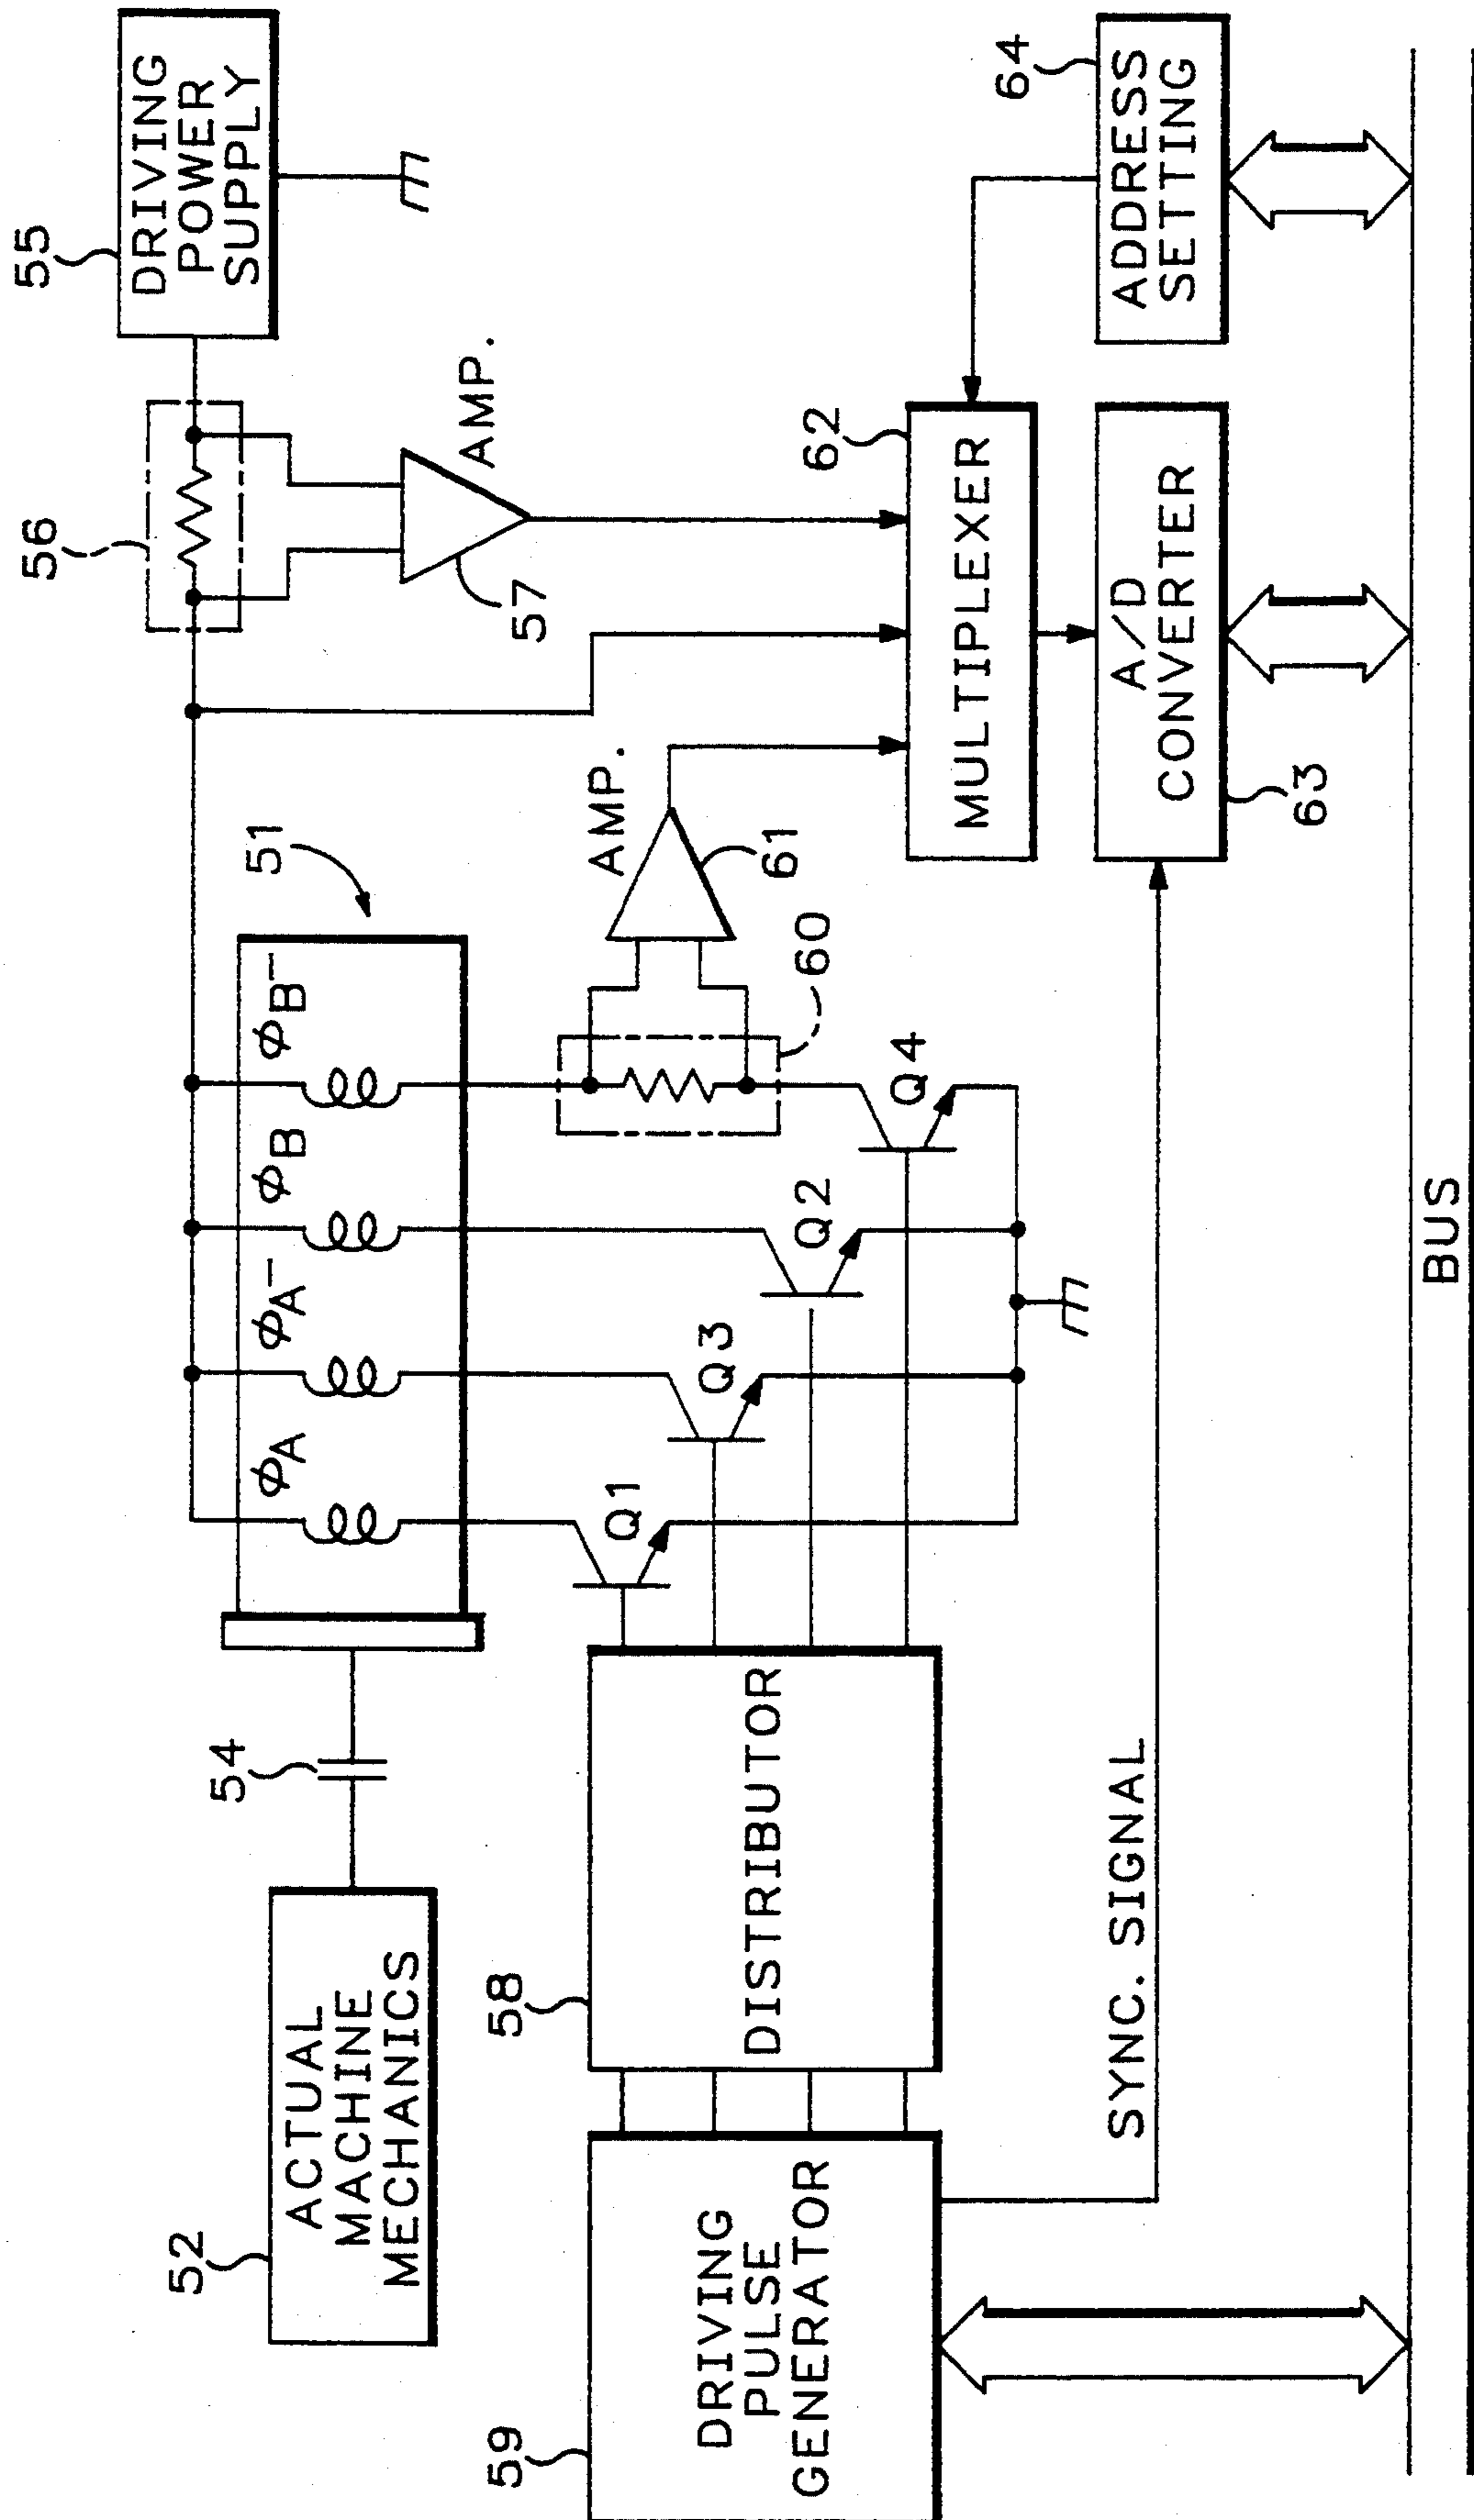 55
DRIVING
POWER
SUPPLY
56
AMP.
57
51
ΦA
ΦA⁻
ΦB
ΦB⁻
54
52
ACTUAL
MACHINE
MECHANICS
AMP.
61
60
Q1
Q3
Q2
Q4
58
DISTRIBUTOR
59
DRIVING
PULSE
GENERATOR
62
MULTIPLEXER
64
ADDRESS
SETTING
A/D
CONVERTER
63
SYNC. SIGNAL
BUS